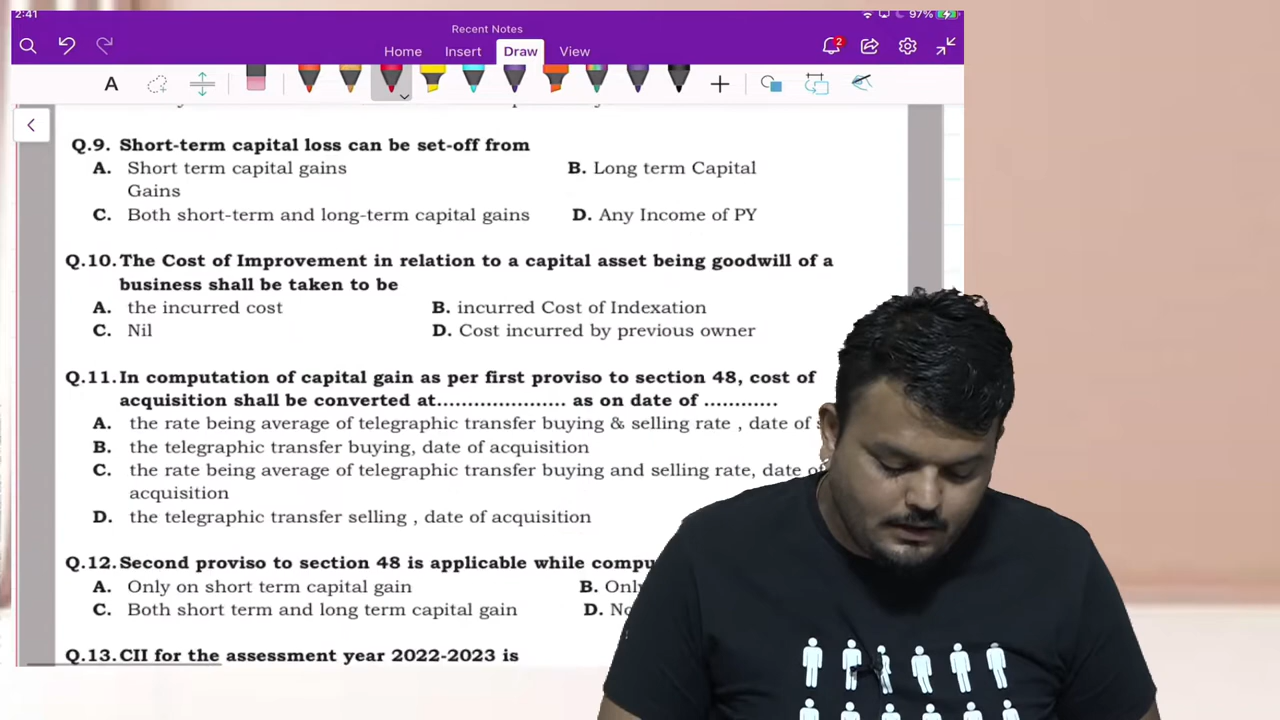 2:41
97%
Recent Notes
Home Insert Draw View
2
A
Q.9. Short-term capital loss can be set-off from
A. Short term capital gains B. Long term Capital
Gains
C. Both short-term and long-term capital gains D. Any Income of PY
Q.10. The Cost of Improvement in relation to a capital asset being goodwill of a
business shall be taken to be
A. the incurred cost B. incurred Cost of Indexation
C. Nil D. Cost incurred by previous owner
Q.11. In computation of capital gain as per first proviso to section 48, cost of
acquisition shall be converted at..................... as on date of ............
A. the rate being average of telegraphic transfer buying & selling rate , date of
B. the telegraphic transfer buying, date of acquisition
C. the rate being average of telegraphic transfer buying and selling rate, date of
acquisition
D. the telegraphic transfer selling , date of acquisition
Q.12. Second proviso to section 48 is applicable while
A. Only on short term capital gain B.
C. Both short term and long term capital gain D.
Q.13. CII for the assessment year 2022-2023 is